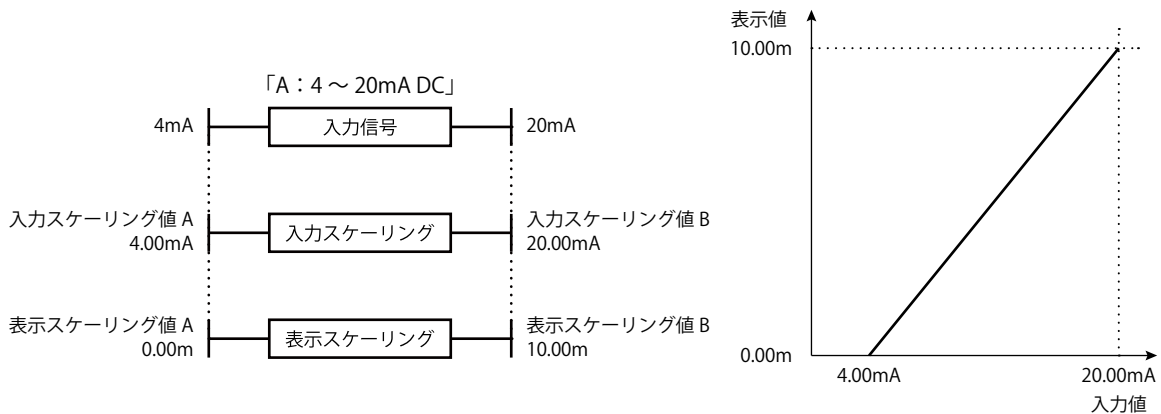 「A：4 ～ 20mA DC」
4mA
入力信号
20mA
入力スケーリング値 A
4.00mA
入力スケーリング
入力スケーリング値 B
20.00mA
表示スケーリング値 A
0.00m
表示スケーリング
表示スケーリング値 B
10.00m
表示値
10.00m
0.00m
4.00mA
20.00mA
入力値